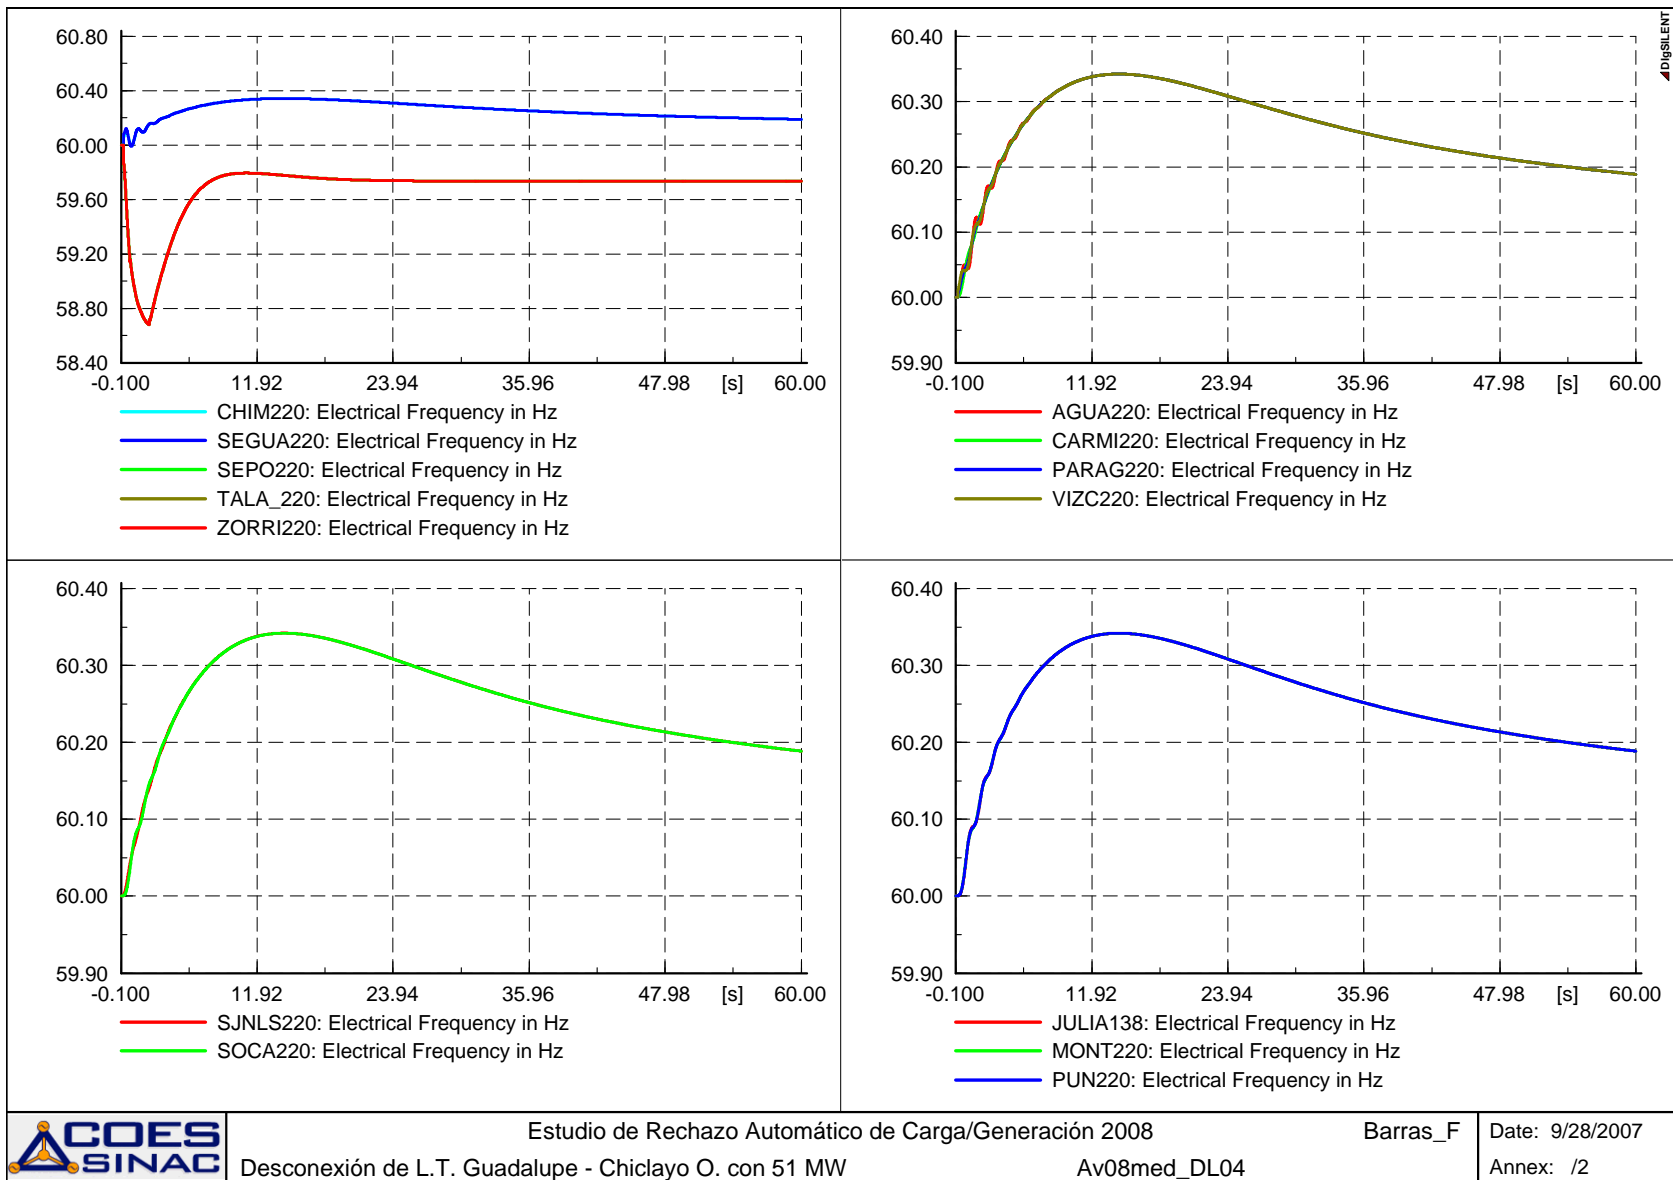 60.80
60.40
60.00
59.60
59.20
58.80
58.40
-0.100 11.92 23.94 35.96 47.98 [s] 60.00
CHIM220: Electrical Frequency in Hz
SEGUA220: Electrical Frequency in Hz
SEPO220: Electrical Frequency in Hz
TALA_220: Electrical Frequency in Hz
ZORRI220: Electrical Frequency in Hz
60.40
60.30
60.20
60.10
60.00
59.90
-0.100 11.92 23.94 35.96 47.98 [s] 60.00
AGUA220: Electrical Frequency in Hz
CARMI220: Electrical Frequency in Hz
PARAG220: Electrical Frequency in Hz
VIZC220: Electrical Frequency in Hz
DIgSILENT
60.40
60.30
60.20
60.10
60.00
59.90
-0.100 11.92 23.94 35.96 47.98 [s] 60.00
SJNLS220: Electrical Frequency in Hz
SOCA220: Electrical Frequency in Hz
60.40
60.30
60.20
60.10
60.00
59.90
-0.100 11.92 23.94 35.96 47.98 [s] 60.00
JULIA138: Electrical Frequency in Hz
MONT220: Electrical Frequency in Hz
PUN220: Electrical Frequency in Hz
COES
SINAC
Estudio de Rechazo Automático de Carga/Generación 2008 Barras_F
Desconexión de L.T. Guadalupe - Chiclayo O. con 51 MW Av08med_DL04
Date: 9/28/2007
Annex: /2